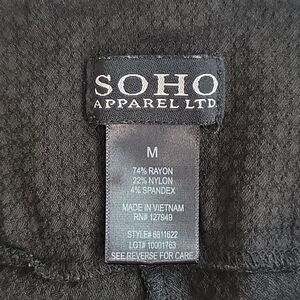 SOHO
APPAREL LTD.
M
74% RAYON
22% NYLON
4% SPANDEX
MADE IN VIETNAM
RN# 127949
STYLE# 6811622
LOT# 10001763
SEE REVERSE FOR CARE